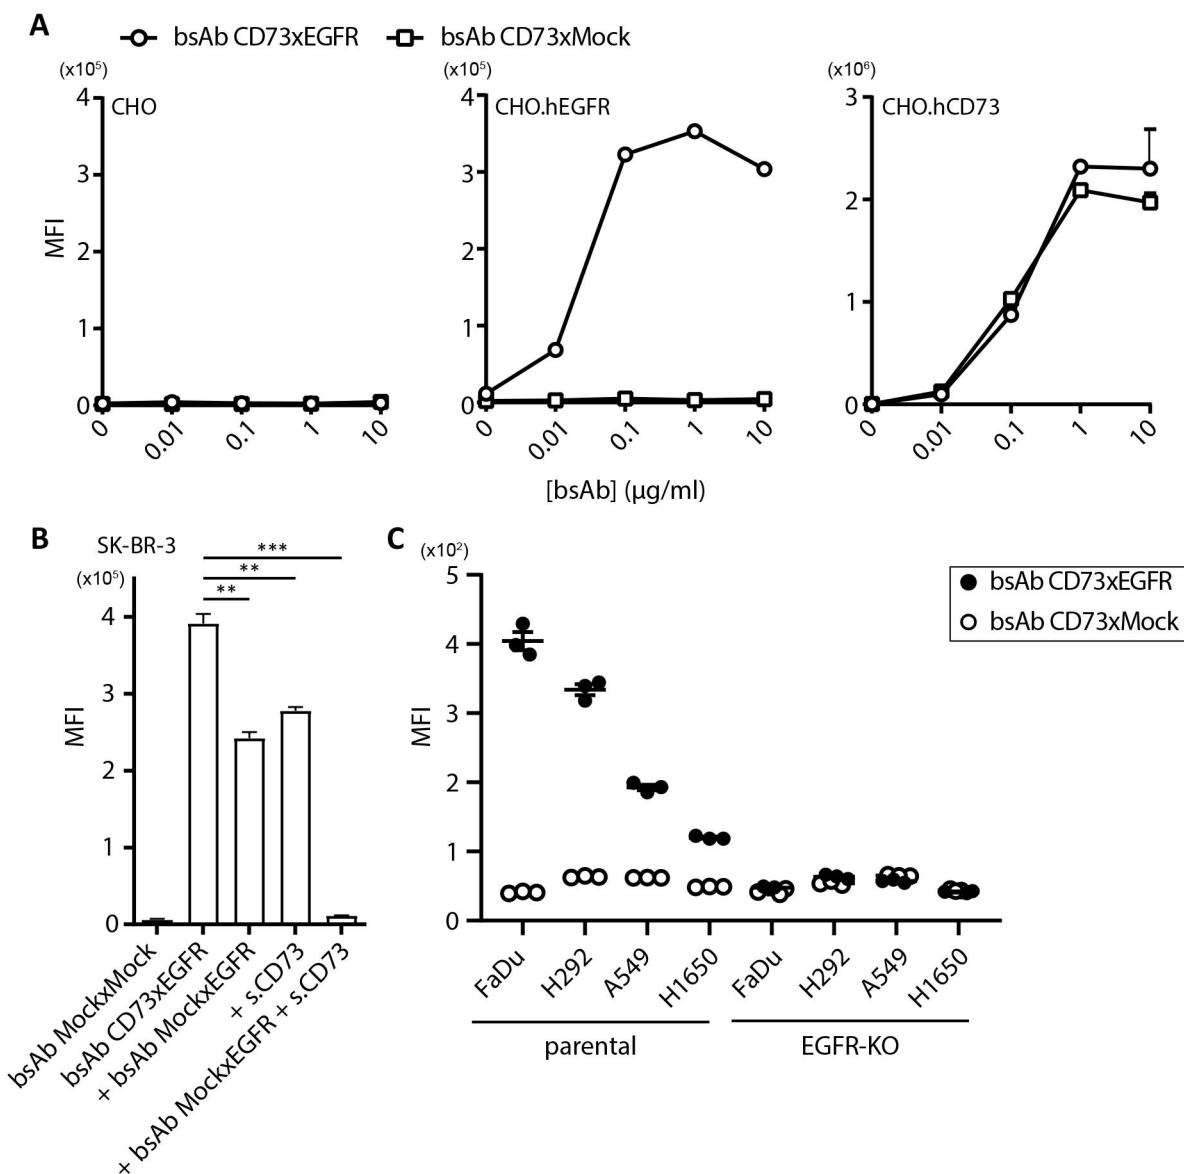 A
bsAb CD73xEGFR bsAb CD73xMock
(x10⁵) (x10⁵) (x10⁶)
CHO CHO.hEGFR CHO.hCD73
MFI
4
3
2
1
0
0 0.01 0.1 1 10
4
3
2
1
0
0 0.01 0.1 1 10
3
2
1
0
0 0.01 0.1 1 10
[bsAb] (µg/ml)
B
SK-BR-3
(x10⁵)
***
**
**
MFI
4
3
2
1
0
bsAb MockxMock
bsAb CD73xEGFR
+ bsAb MockxEGFR
+ s.CD73
+ bsAb MockxEGFR + s.CD73
C
(x10²)
bsAb CD73xEGFR
bsAb CD73xMock
MFI
5
4
3
2
1
0
FaDu H292 A549 H1650 FaDu H292 A549 H1650
parental EGFR-KO